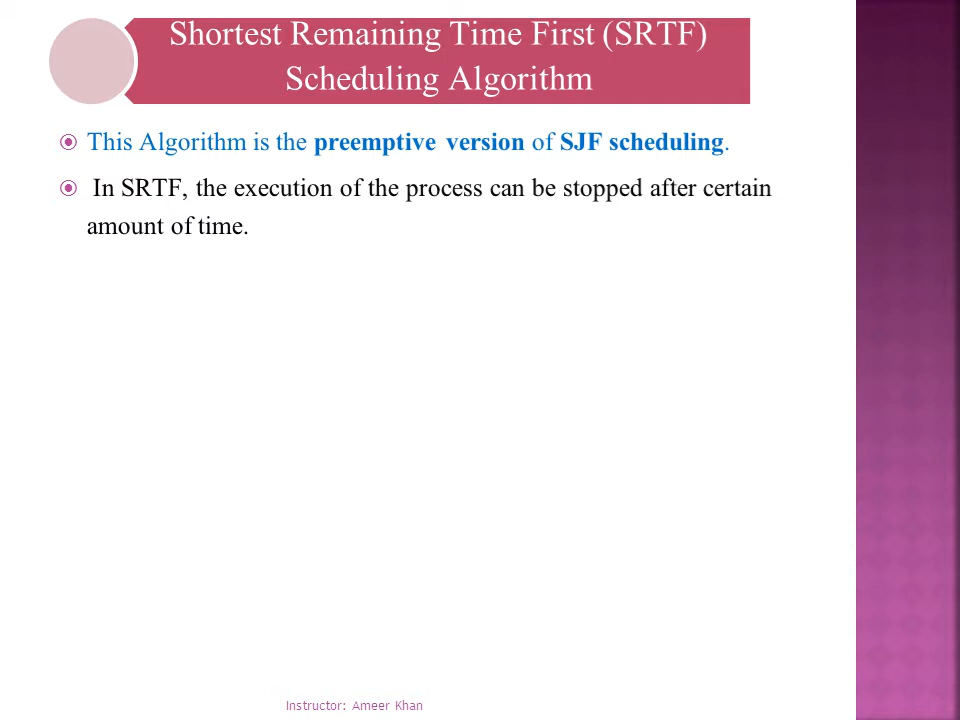 Shortest Remaining Time First (SRTF)
Scheduling Algorithm
This Algorithm is the preemptive version of SJF scheduling.
In SRTF, the execution of the process can be stopped after certain
amount of time.
Instructor: Ameer Khan